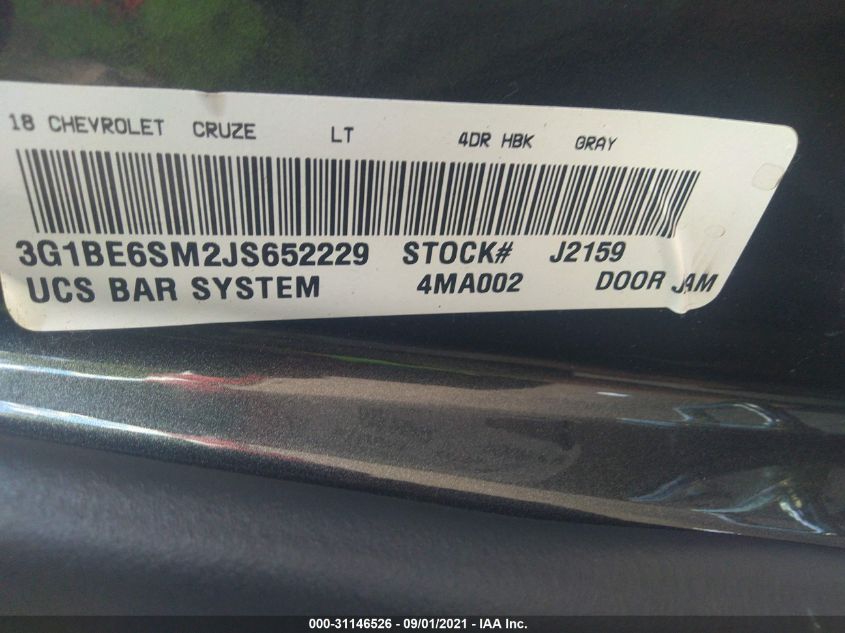 18 CHEVROLET CRUZE LT 4DR HBK GRAY
3G1BE6SM2JS652229 STOCK# J2159
UCS BAR SYSTEM 4MA002 DOOR JAM
000-31146526 - 09/01/2021 - IAA Inc.